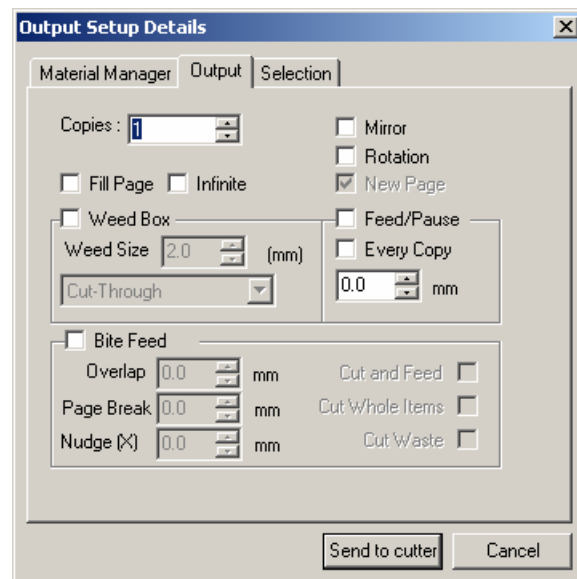 Output Setup Details
Material Manager Output Selection
Copies : 1 Mirror
Rotation
Fill Page Infinite New Page
Weed Box Feed/Pause
Weed Size 2.0 (mm) Every Copy
Cut-Through 0.0 mm
Bite Feed
Overlap 0.0 mm Cut and Feed
Page Break 0.0 mm Cut Whole Items
Nudge (X) 0.0 mm Cut Waste
Send to cutter Cancel